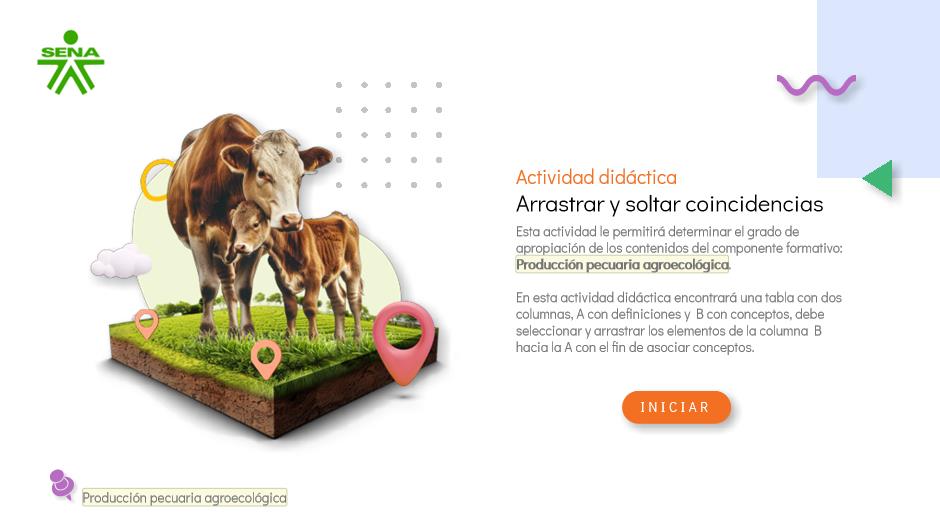 SENA
Actividad didáctica
Arrastrar y soltar coincidencias
Esta actividad le permitirá determinar el grado de
apropiación de los contenidos del componente formativo:
Producción pecuaria agroecológica.
En esta actividad didáctica encontrará una tabla con dos
columnas, A con definiciones y B con conceptos, debe
seleccionar y arrastrar los elementos de la columna B
hacia la A con el fin de asociar conceptos.
INICIAR
Producción pecuaria agroecológica